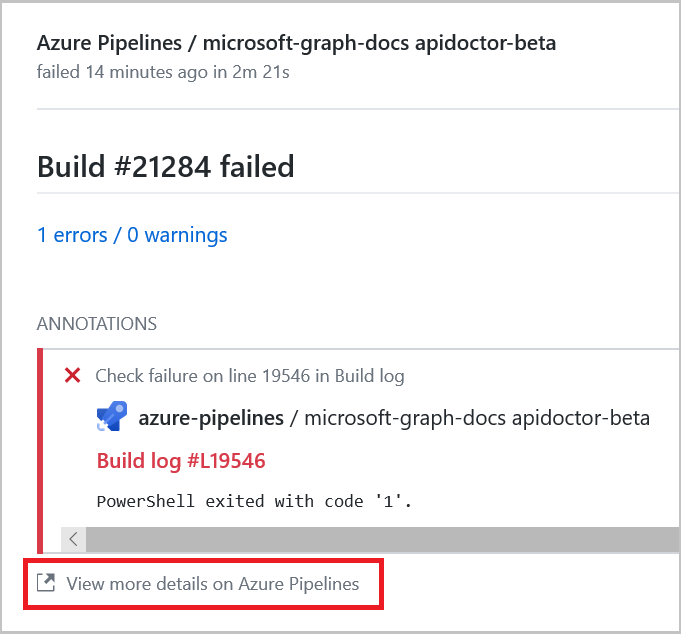 Azure Pipelines / microsoft-graph-docs apidoctor-beta
failed 14 minutes ago in 2m 21s
Build #21284 failed
1 errors / 0 warnings
ANNOTATIONS
Check failure on line 19546 in Build log
azure-pipelines / microsoft-graph-docs apidoctor-beta
Build log #L19546
PowerShell exited with code '1'.
View more details on Azure Pipelines